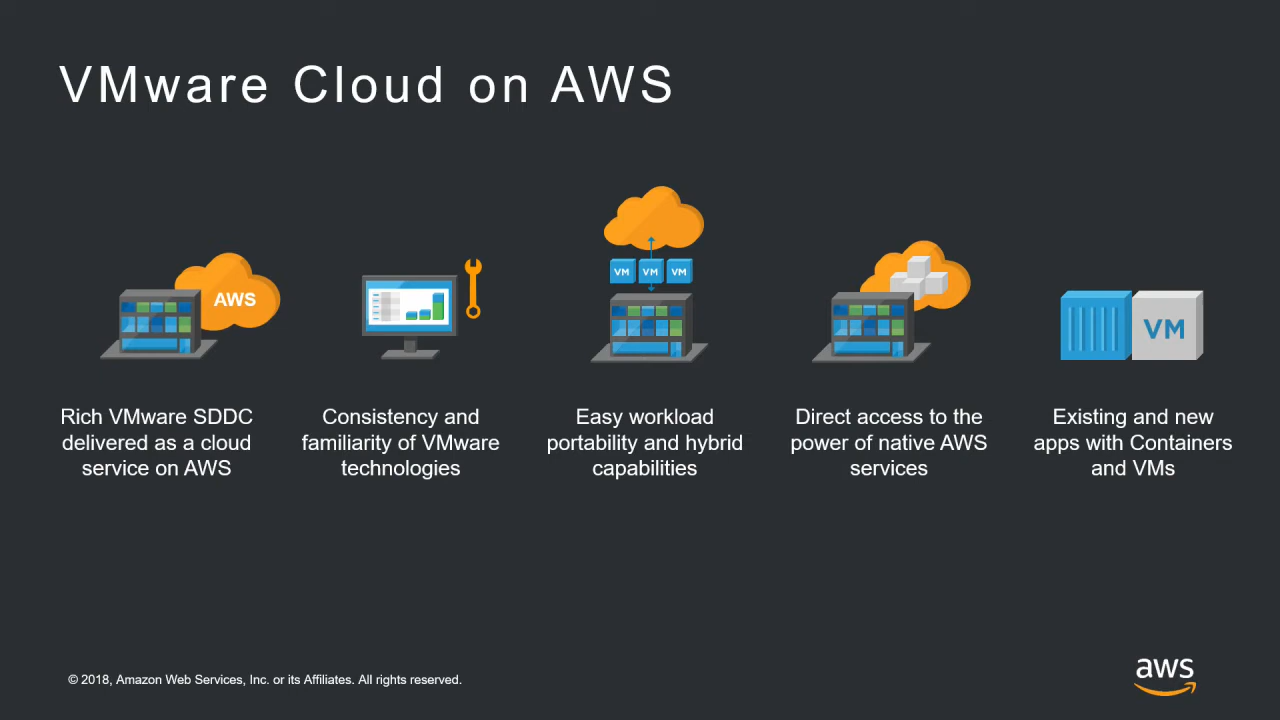 VMware Cloud on AWS
AWS
VM VM VM
VM
Rich VMware SDDC
delivered as a cloud
service on AWS
Consistency and
familiarity of VMware
technologies
Easy workload
portability and hybrid
capabilities
Direct access to the
power of native AWS
services
Existing and new
apps with Containers
and VMs
© 2018, Amazon Web Services, Inc. or its Affiliates. All rights reserved.
aws